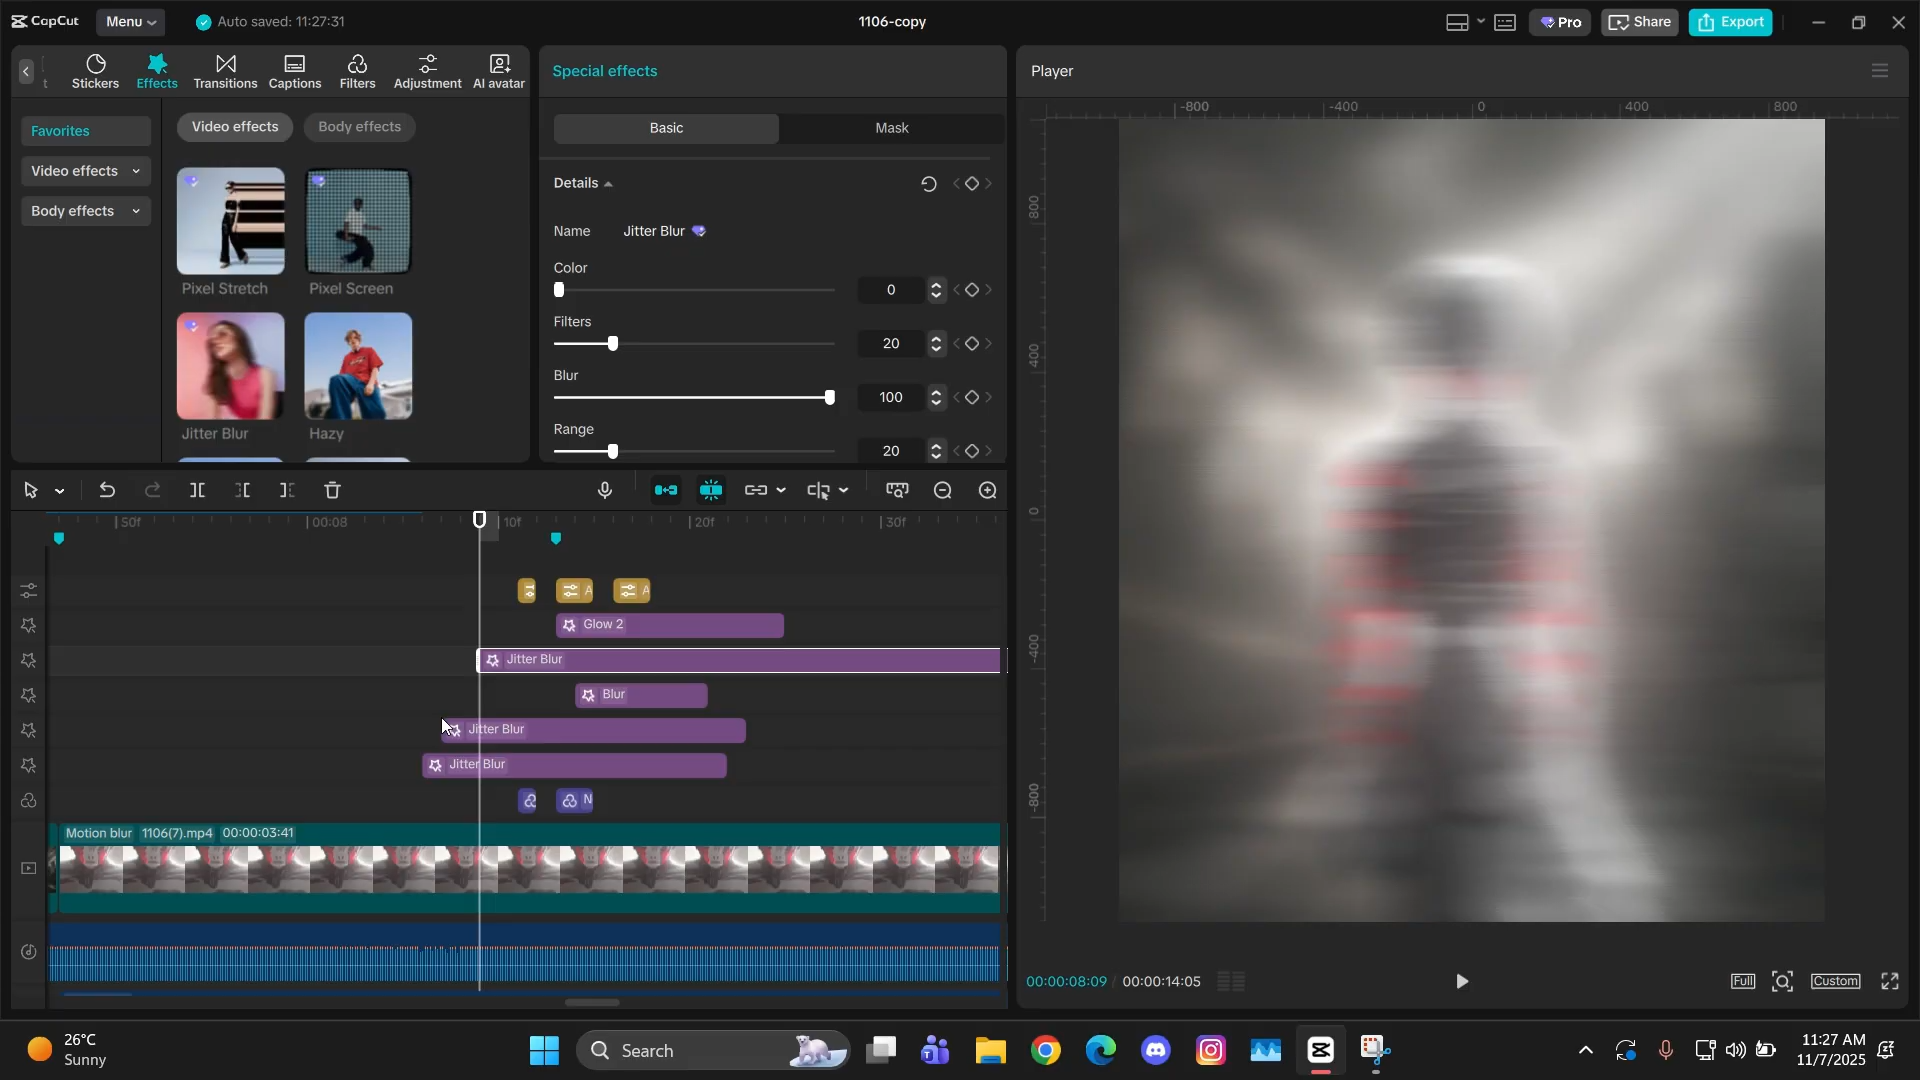 CapCut
Menu
Auto saved: 11:27:31
1106-copy
Pro
Share
Export
t
Stickers
Effects
Transitions
Captions
Filters
Adjustment
AI avatar
Favorites
Video effects
Body effects
Video effects
Body effects
Pixel Stretch
Pixel Screen
Jitter Blur
Hazy
Special effects
Basic
Mask
Details
Name
Jitter Blur
Color
0
Filters
20
Blur
100
Range
20
Player
-800
-400
0
400
800
800
400
0
-400
-800
50f
00:08
10f
20f
30f
A
A
Glow 2
Jitter Blur
Blur
Jitter Blur
Jitter Blur
N
Motion blur 1106(7).mp4 00:00:03:41
00:00:08:09 / 00:00:14:05
Full
Custom
26°C
Sunny
Search
11:27 AM
11/7/2025